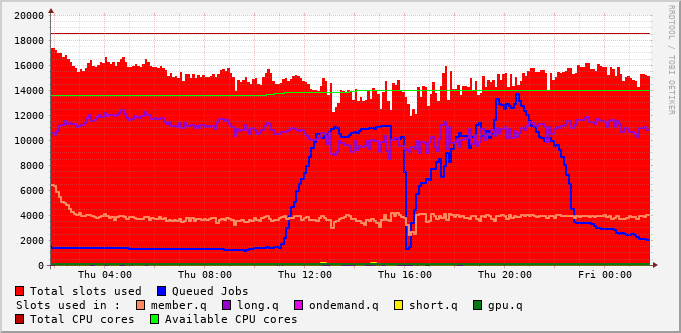 RRDTOOL / TOBI OETIKER
20000
18000
16000
14000
12000
10000
8000
6000
4000
2000
0
Thu 04:00 Thu 08:00 Thu 12:00 Thu 16:00 Thu 20:00 Fri 00:00
Total slots used Queued Jobs
Slots used in : member.q long.q ondemand.q short.q gpu.q
Total CPU cores Available CPU cores